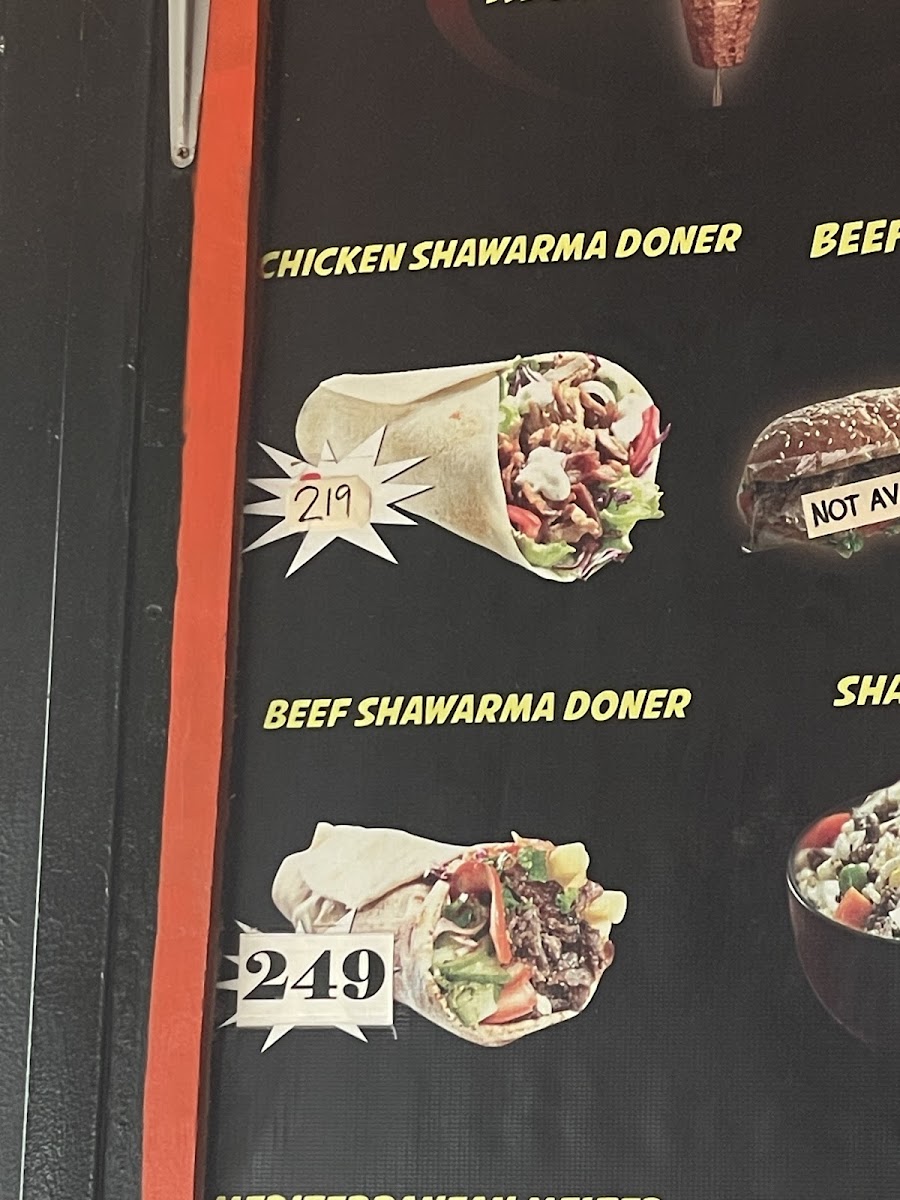 CHICKEN SHAWARMA DONER
BEEF
219
NOT AV
BEEF SHAWARMA DONER
SHA
249